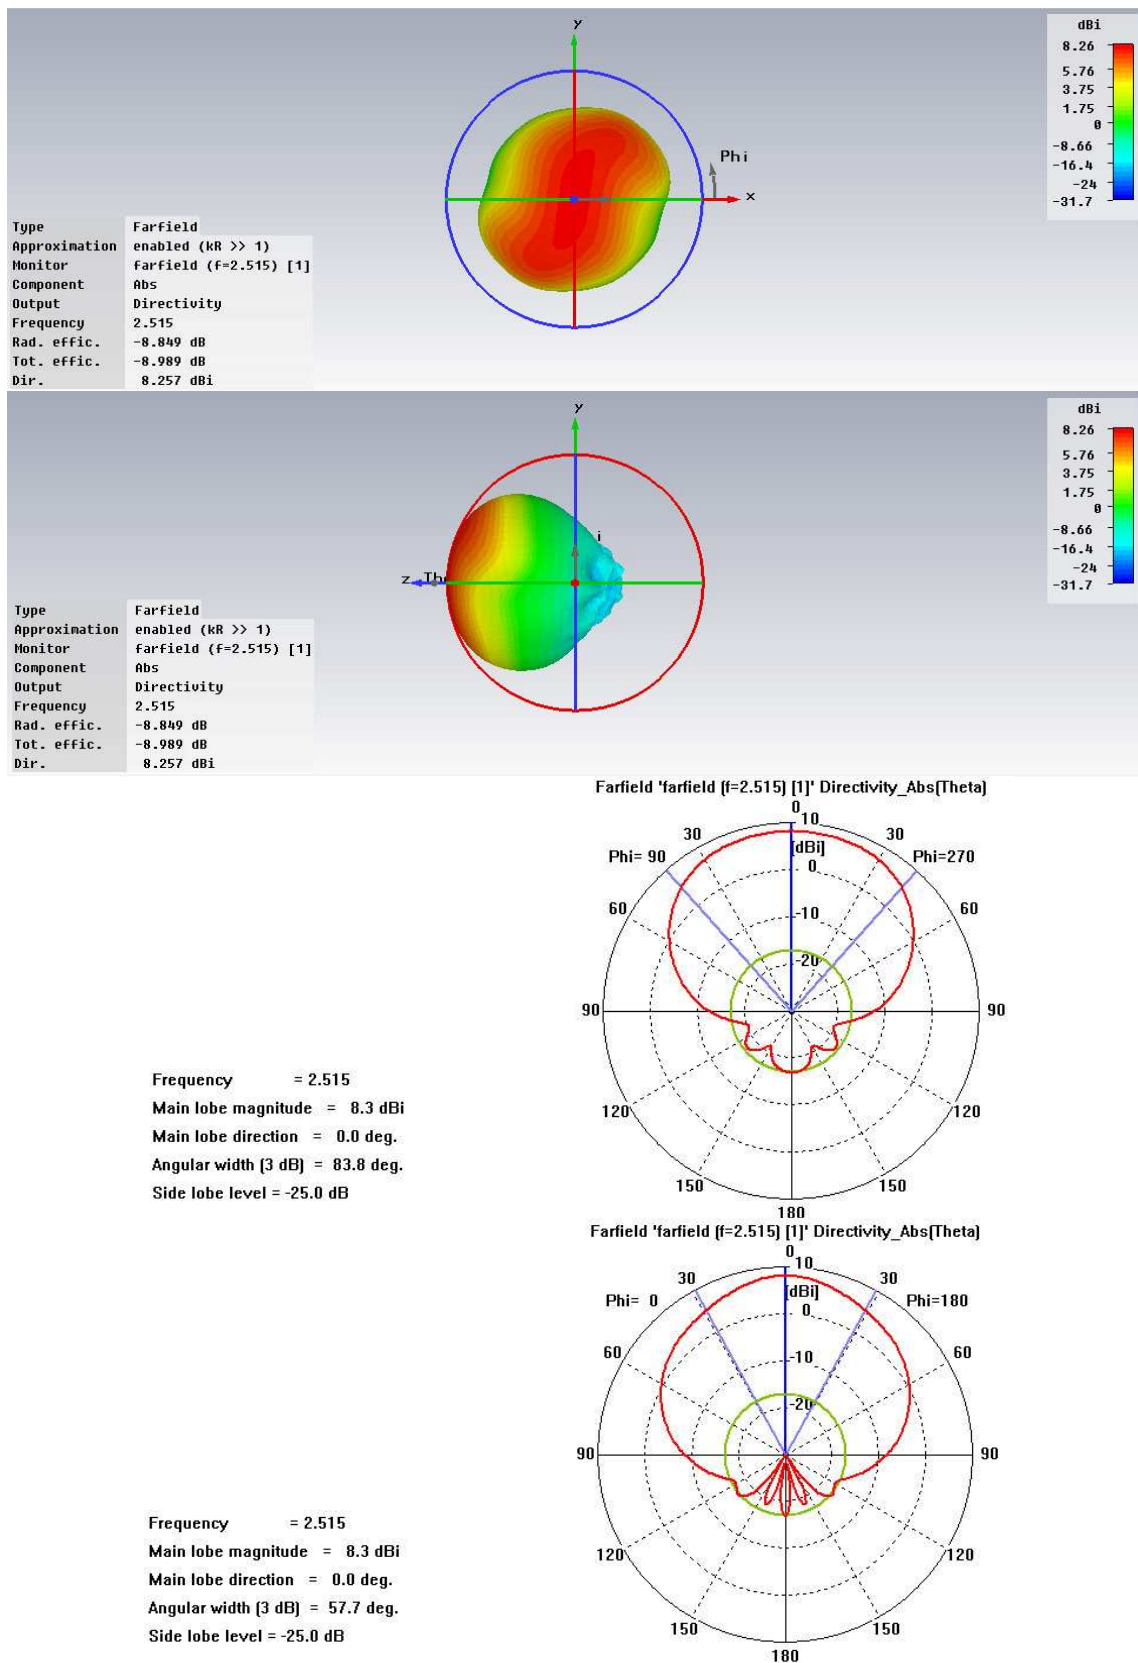 y
dBi
8.26
5.76
3.75
1.75
0
-8.66
-16.4
-24
-31.7
Phi
x
Type Farfield
Approximation enabled (kR >> 1)
Monitor farfield (f=2.515) [1]
Component Abs
Output Directivity
Frequency 2.515
Rad. effic. -8.849 dB
Tot. effic. -8.989 dB
Dir. 8.257 dBi
y
dBi
8.26
5.76
3.75
1.75
0
-8.66
-16.4
-24
-31.7
i
z The
Type Farfield
Approximation enabled (kR >> 1)
Monitor farfield (f=2.515) [1]
Component Abs
Output Directivity
Frequency 2.515
Rad. effic. -8.849 dB
Tot. effic. -8.989 dB
Dir. 8.257 dBi
Farfield 'farfield (f=2.515) [1]' Directivity_Abs(Theta)
0
10
30 30
[dBi]
Phi= 90 0 Phi=270
60 -10 60
-20
90 90
120 120
150 150
180
Frequency = 2.515
Main lobe magnitude = 8.3 dBi
Main lobe direction = 0.0 deg.
Angular width (3 dB) = 83.8 deg.
Side lobe level = -25.0 dB
Farfield 'farfield (f=2.515) [1]' Directivity_Abs(Theta)
0
10
30 30
[dBi]
Phi= 0 0 Phi=180
60 -10 60
-20
90 90
120 120
150 150
180
Frequency = 2.515
Main lobe magnitude = 8.3 dBi
Main lobe direction = 0.0 deg.
Angular width (3 dB) = 57.7 deg.
Side lobe level = -25.0 dB